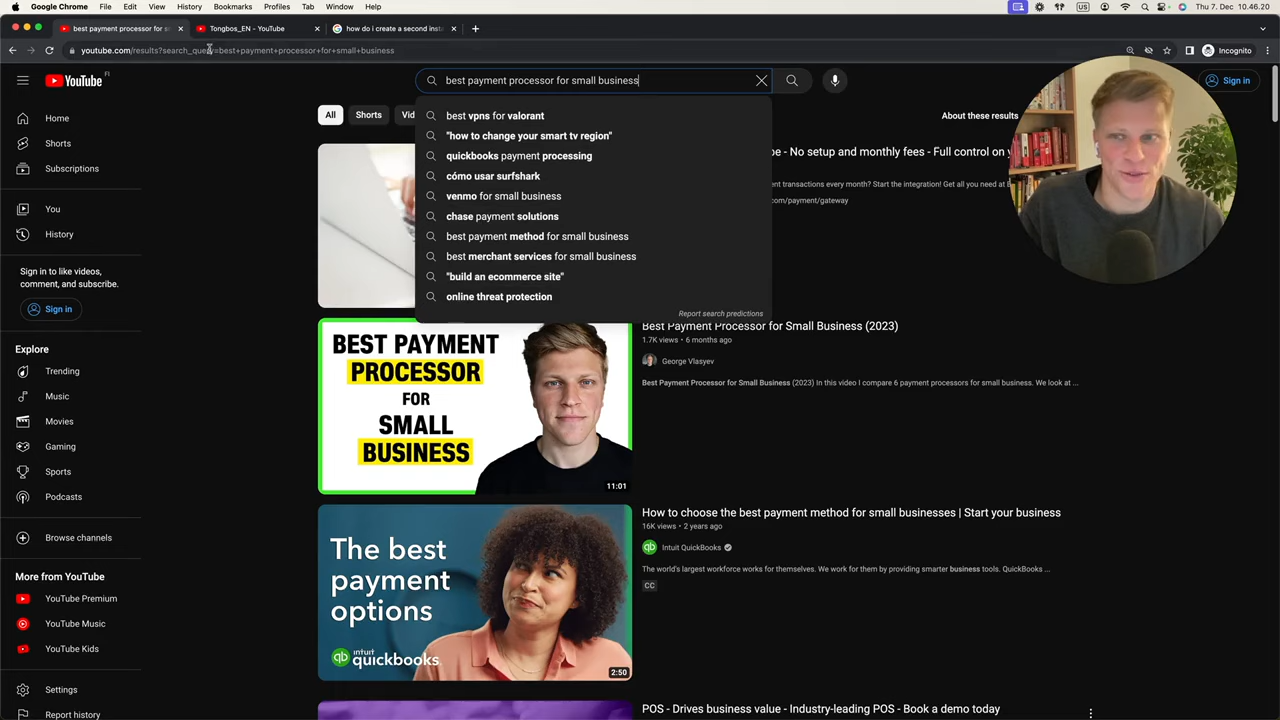 Google Chrome File Edit View History Bookmarks Profiles Tab Window Help
US
Thu 7. Dec. 10.46.20
best payment processor for s
Tongbos_EN - YouTube
how do i create a second inst
youtube.com/results?search_query=best+payment+processor+for+small+business
Incognito
YouTube FI
best payment processor for small business
Sign in
Home
Shorts
Subscriptions
You
History
Sign in to like videos,
comment, and subscribe.
Sign in
Explore
Trending
Music
Movies
Gaming
Sports
Podcasts
Browse channels
More from YouTube
YouTube Premium
YouTube Music
YouTube Kids
Settings
Report history
All
Shorts
Vid
About these results
best vpns for valorant
"how to change your smart tv region"
quickbooks payment processing
cómo usar surfshark
venmo for small business
chase payment solutions
best payment method for small business
best merchant services for small business
"build an ecommerce site"
online threat protection
Report search predictions
pe - No setup and monthly fees - Full control on y
nt transactions every month? Start the integration! Get all you need at
com/payment/gateway
BEST PAYMENT
PROCESSOR
FOR
SMALL
BUSINESS
11:01
Best Payment Processor for Small Business (2023)
1.7K views • 6 months ago
George Vlasyev
Best Payment Processor for Small Business (2023) In this video I compare 6 payment processors for small business. We look at ...
The best
payment
options
intuit
quickbooks.
2:50
How to choose the best payment method for small businesses | Start your business
16K views • 2 years ago
qb Intuit QuickBooks
The world's largest workforce works for themselves. We work for them by providing smarter business tools. QuickBooks ...
CC
POS - Drives business value - Industry-leading POS - Book a demo today